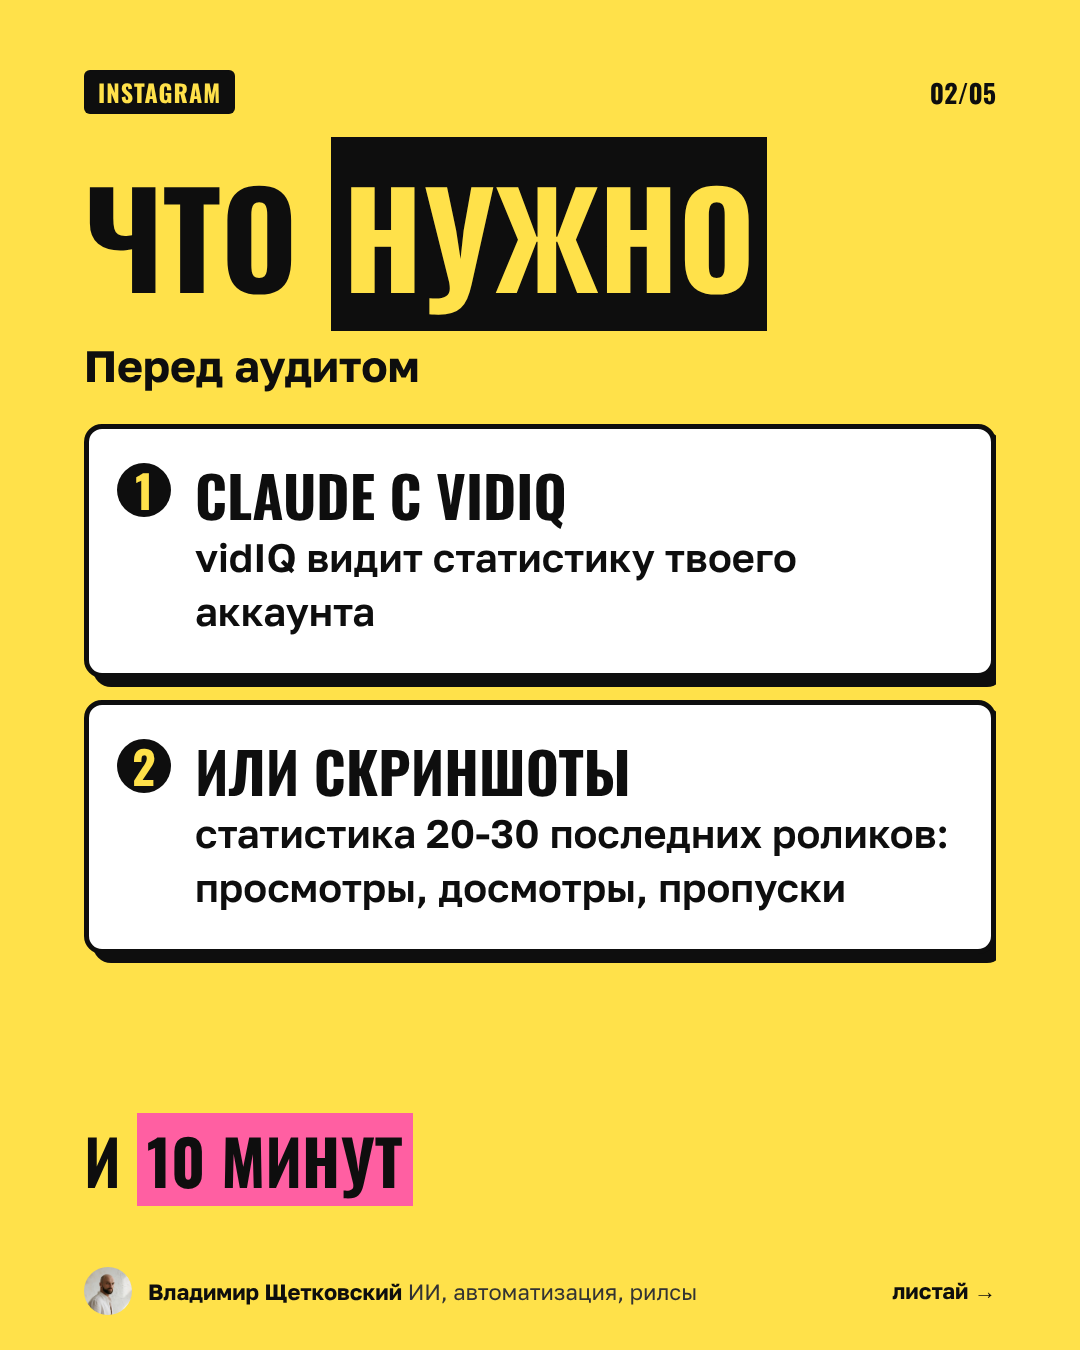 INSTAGRAM
02/05
ЧТО НУЖНО
Перед аудитом
1 CLAUDE С VIDIQ
vidIQ видит статистику твоего
аккаунта
2 ИЛИ СКРИНШОТЫ
статистика 20-30 последних роликов:
просмотры, досмотры, пропуски
И 10 МИНУТ
Владимир Щетковский ИИ, автоматизация, рилсы
листай →